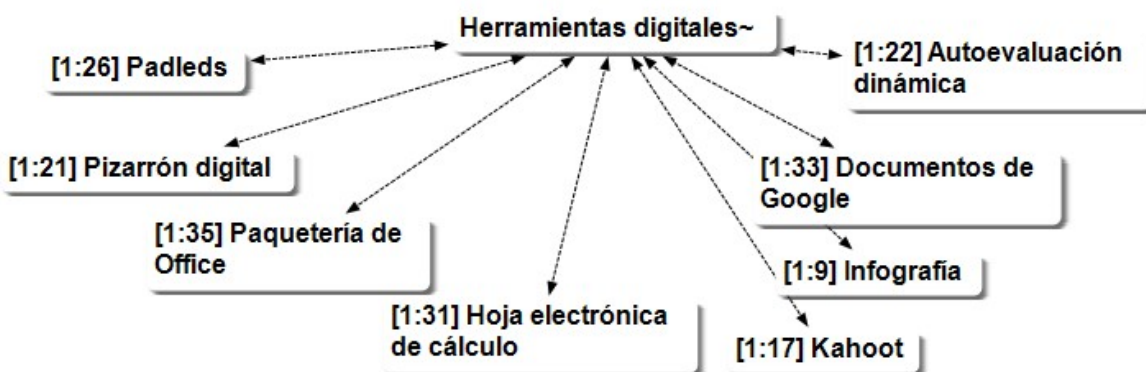 Herramientas digitales~
[1:26] Padleds
[1:22] Autoevaluación
dinámica
[1:21] Pizarrón digital
[1:33] Documentos de
Google
[1:35] Paquetería de
Office
[1:9] Infografía
[1:31] Hoja electrónica
de cálculo
[1:17] Kahoot